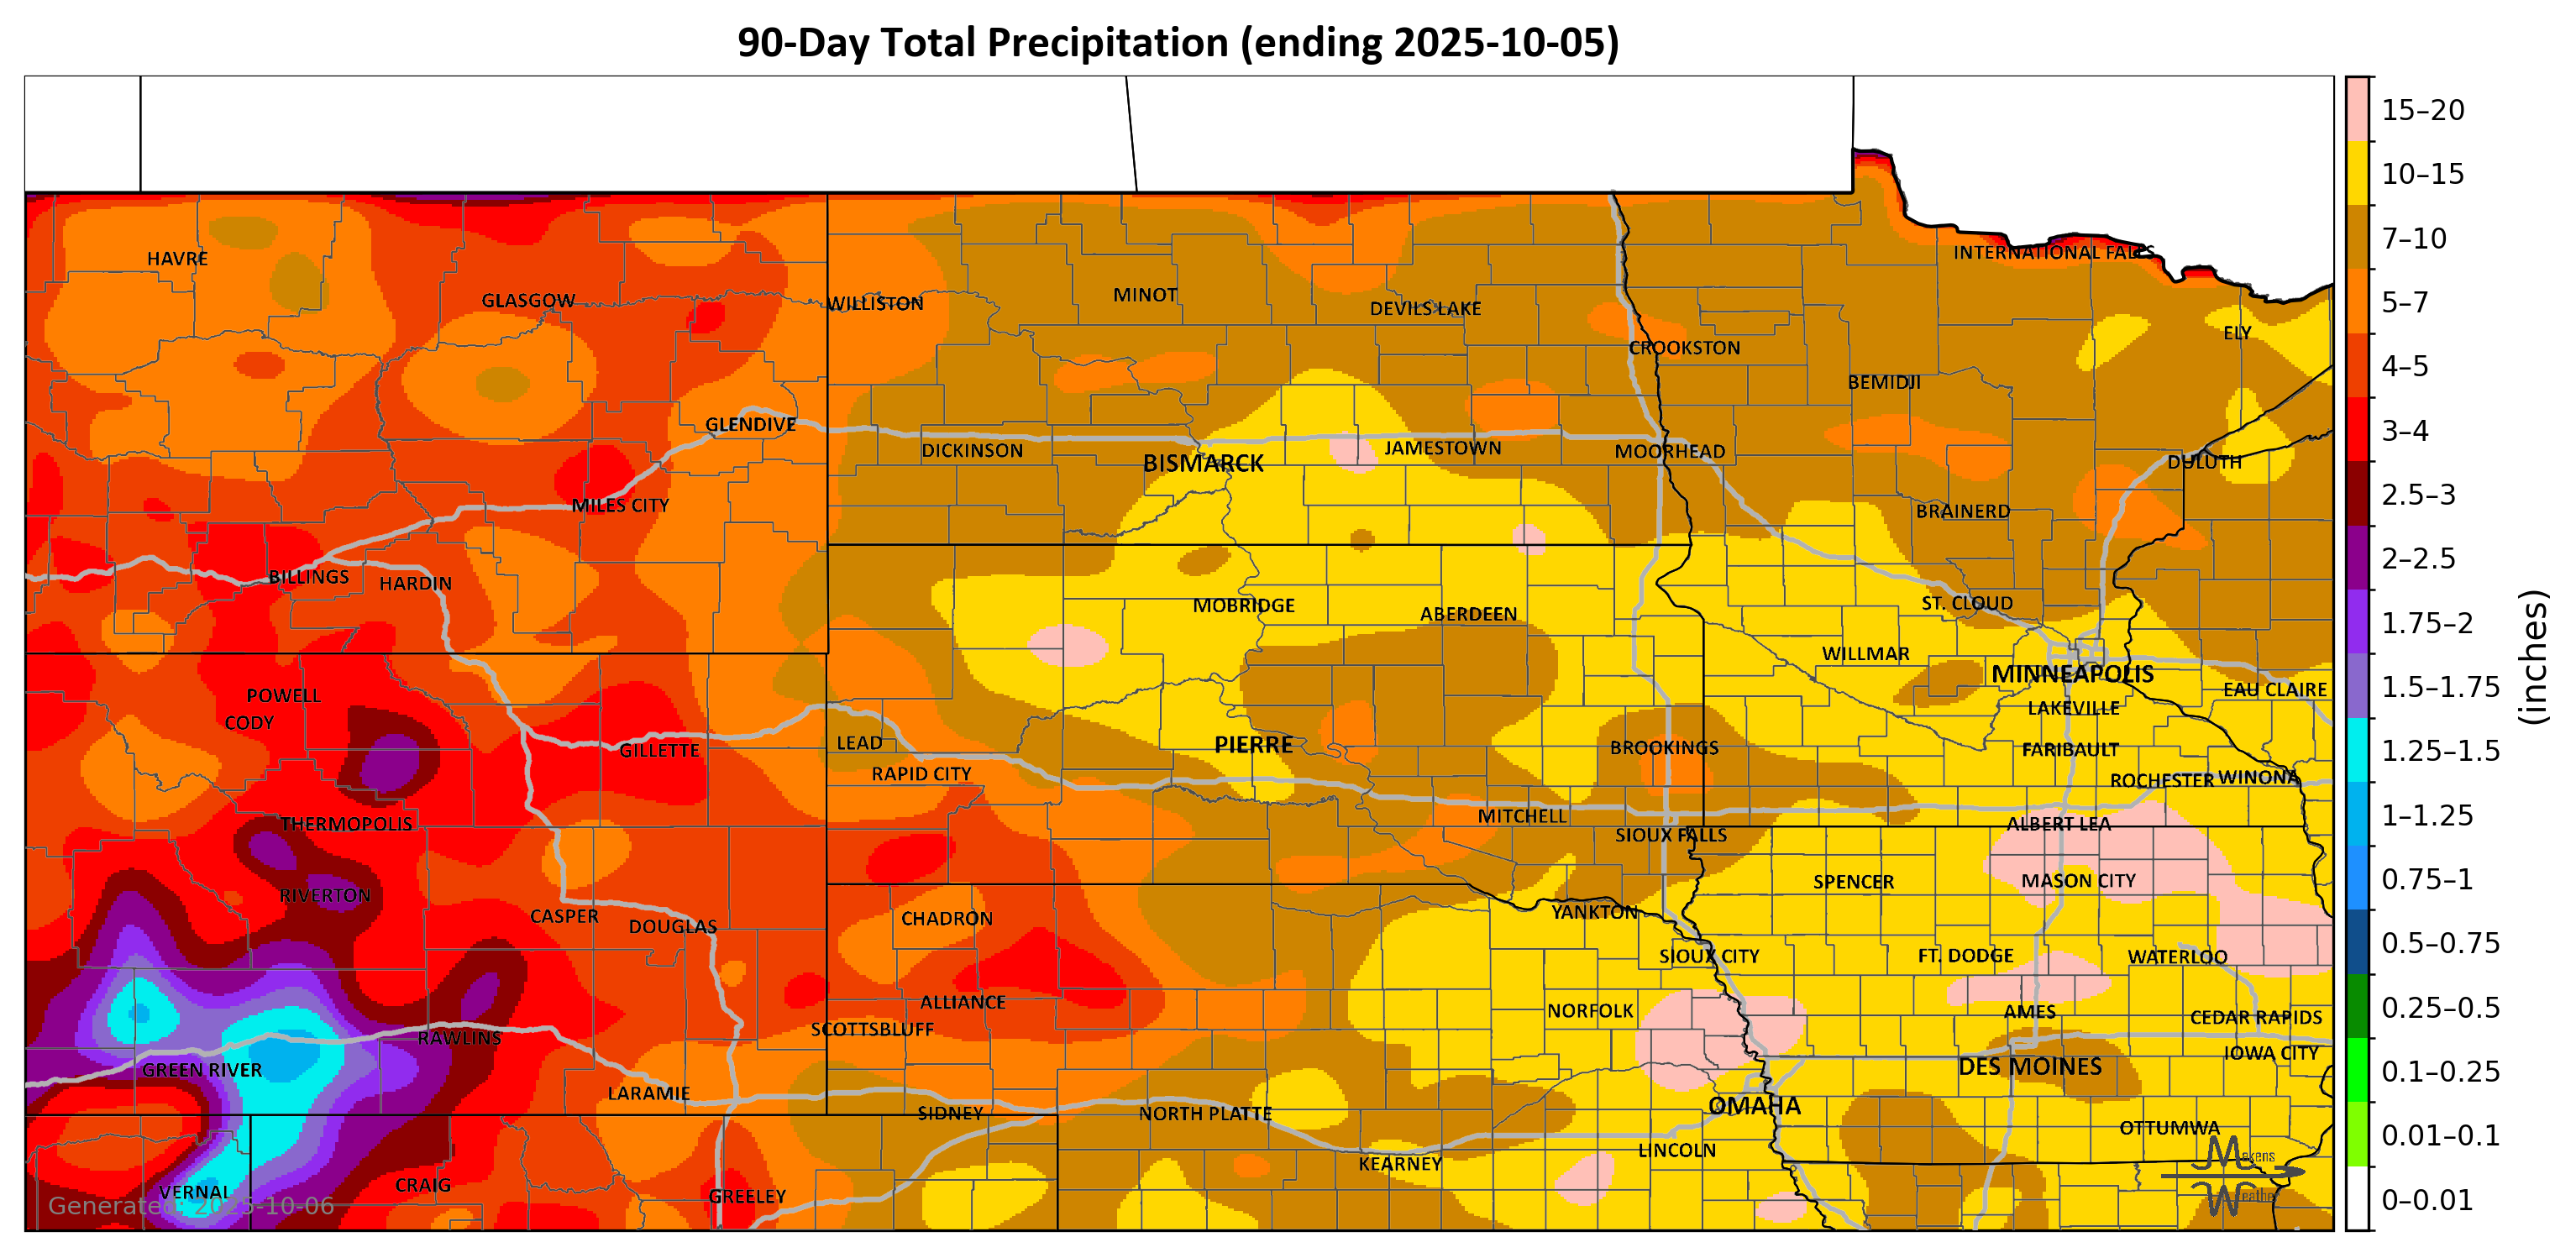 90-Day Total Precipitation (ending 2025-10-05)
INTERNATIONAL FALLS
HAVRE
GLASGOW
WILLISTON
MINOT
DEVILS LAKE
ELY
CROOKSTON
BEMIDJI
GLENDIVE
DICKINSON
BISMARCK
JAMESTOWN
MOORHEAD
DULUTH
MILES CITY
BRAINERD
BILLINGS
HARDIN
MOBRIDGE
ABERDEEN
ST. CLOUD
WILLMAR
MINNEAPOLIS
EAU CLAIRE
POWELL
CODY
LAKEVILLE
GILLETTE
LEAD
PIERRE
BROOKINGS
FARIBAULT
RAPID CITY
ROCHESTER
WINONA
THERMOPOLIS
MITCHELL
SIOUX FALLS
ALBERT LEA
RIVERTON
SPENCER
MASON CITY
CASPER
DOUGLAS
CHADRON
YANKTON
SIOUX CITY
FT. DODGE
WATERLOO
ALLIANCE
NORFOLK
AMES
CEDAR RAPIDS
SCOTTSBLUFF
RAWLINS
GREEN RIVER
DES MOINES
IOWA CITY
LARAMIE
SIDNEY
NORTH PLATTE
OMAHA
OTTUMWA
LINCOLN
KEARNEY
VERNAL
CRAIG
GREELEY
Generated: 2025-10-06
Makens
Weather
15–20
10–15
7–10
5–7
4–5
3–4
2.5–3
2–2.5
1.75–2
1.5–1.75
1.25–1.5
1–1.25
0.75–1
0.5–0.75
0.25–0.5
0.1–0.25
0.01–0.1
0–0.01
(inches)